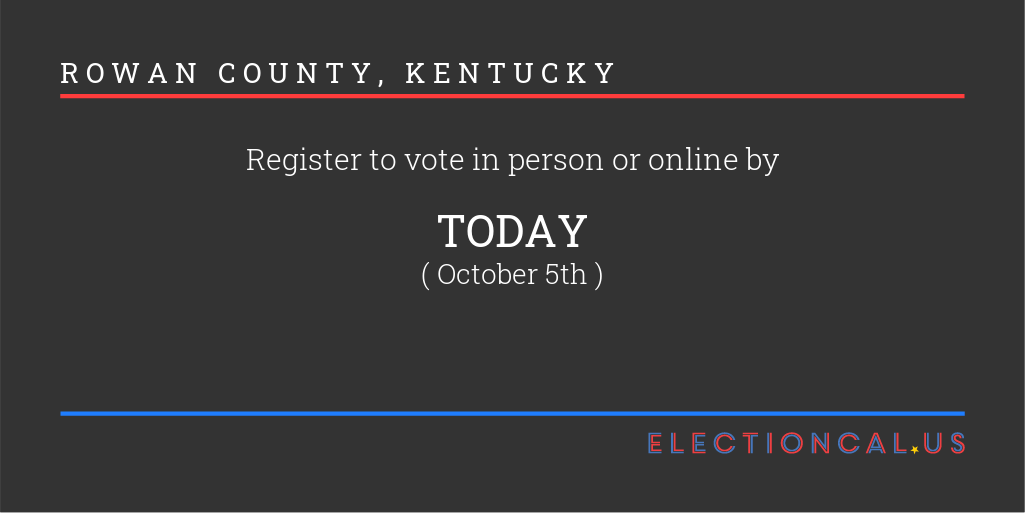 ROWAN COUNTY, KENTUCKY
Register to vote in person or online by
TODAY
( October 5th )
ELECTIONCAL.US